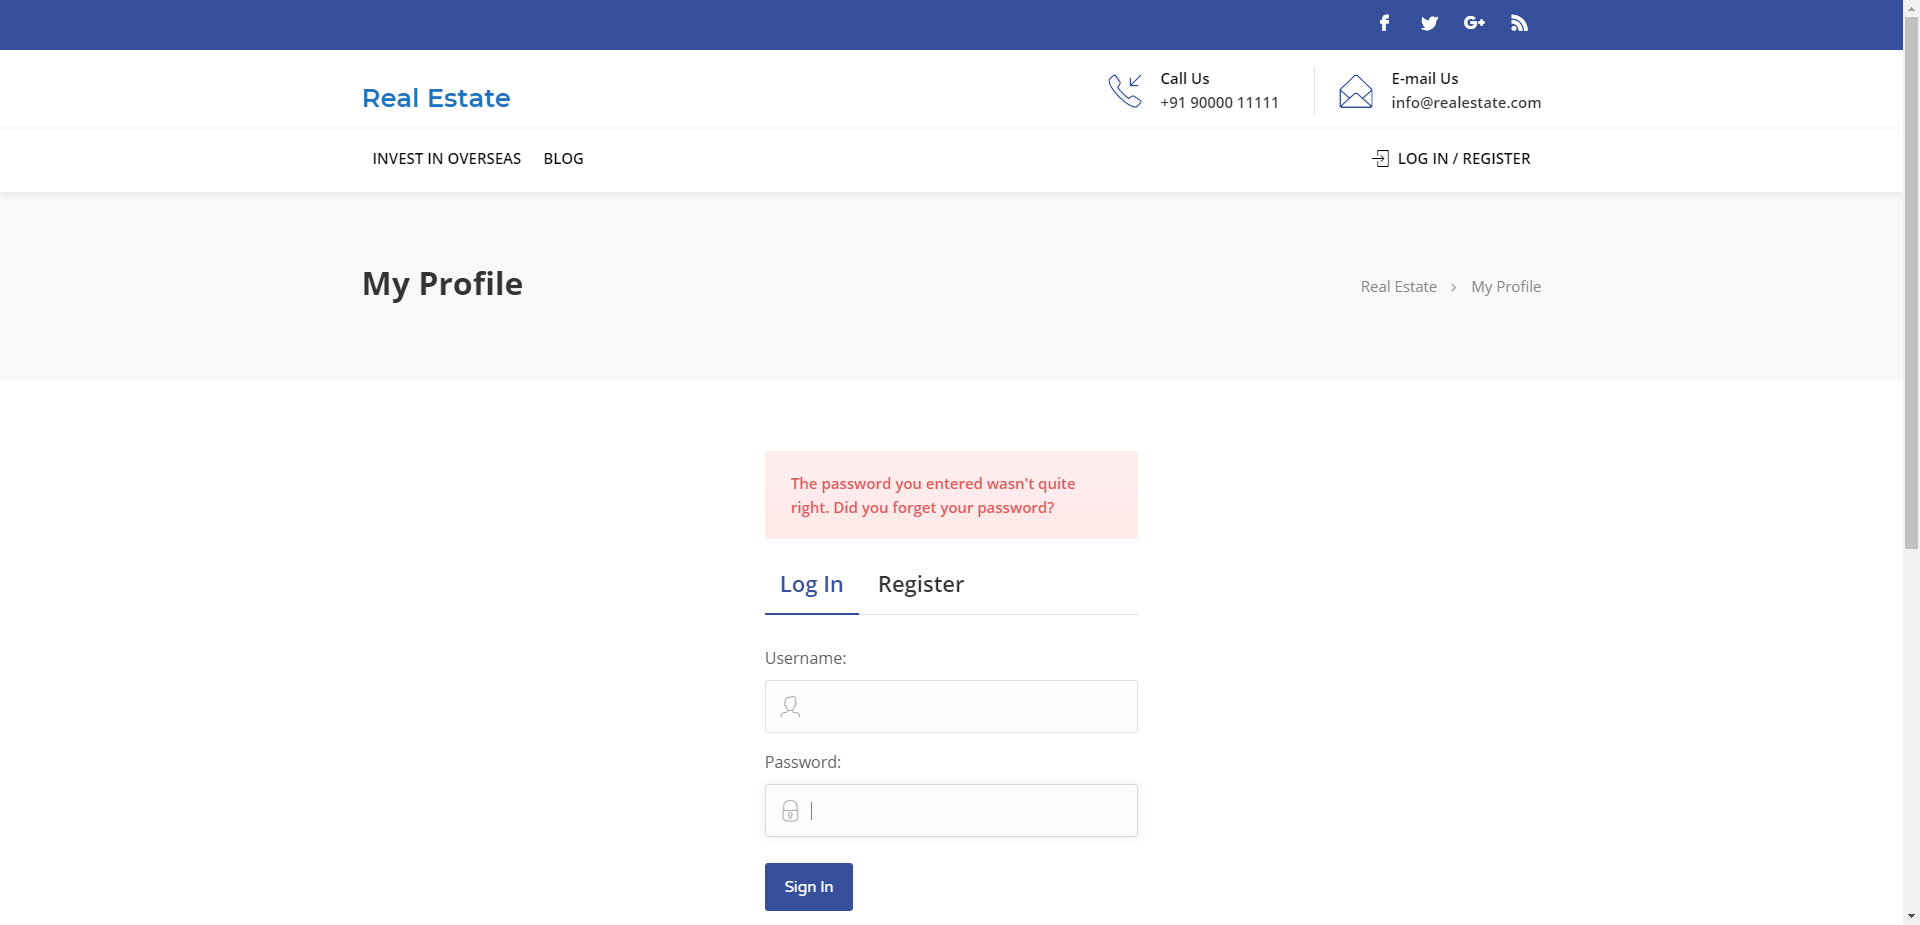 Real Estate
Call Us
+91 90000 11111
E-mail Us
info@realestate.com
INVEST IN OVERSEAS
BLOG
LOG IN / REGISTER
My Profile
Real Estate
My Profile
The password you entered wasn't quite
right. Did you forget your password?
Log In
Register
Username:
Password:
Sign In